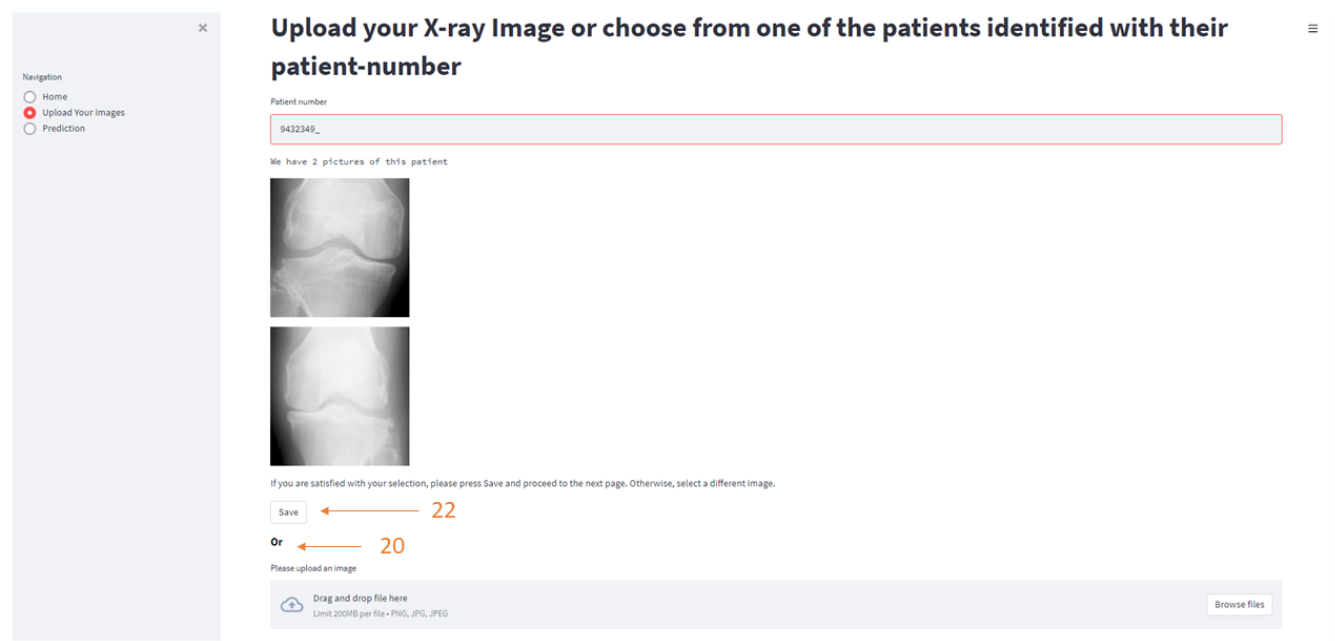 Navigation
Home
Upload Your Images
Prediction
Upload your X-ray Image or choose from one of the patients identified with their
patient-number
Patient number
9432349_
We have 2 pictures of this patient
If you are satisfied with your selection, please press Save and proceed to the next page. Otherwise, select a different image.
Save
22
Or
20
Please upload an image
Drag and drop file here
Limit 200MB per file • PNG, JPG, JPEG
Browse files